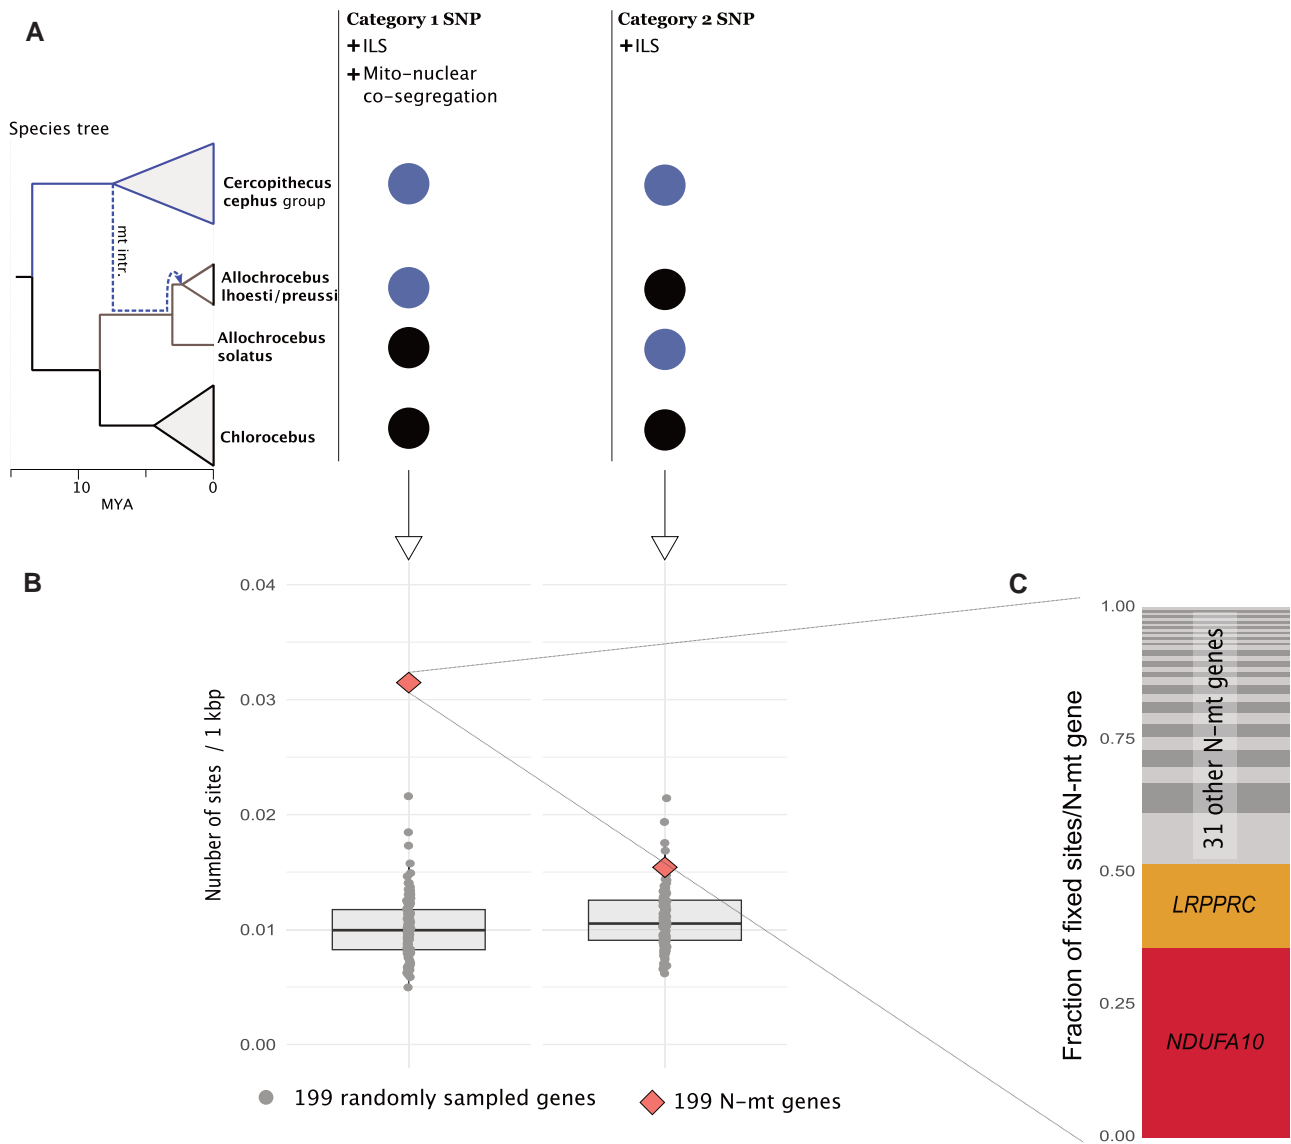 A
Category 1 SNP
+ILS
+Mito-nuclear
co-segregation
Category 2 SNP
+ILS
Species tree
Cercopithecus
cephus group
mt intr.
Allochrocebus
lhoesti/preussi
Allochrocebus
solatus
Chlorocebus
10
0
MYA
B
0.04
0.03
0.02
0.01
0.00
Number of sites / 1 kbp
199 randomly sampled genes
199 N-mt genes
C
1.00
0.75
0.50
0.25
0.00
Fraction of fixed sites/N-mt gene
31 other N-mt genes
LRPPRC
NDUFA10